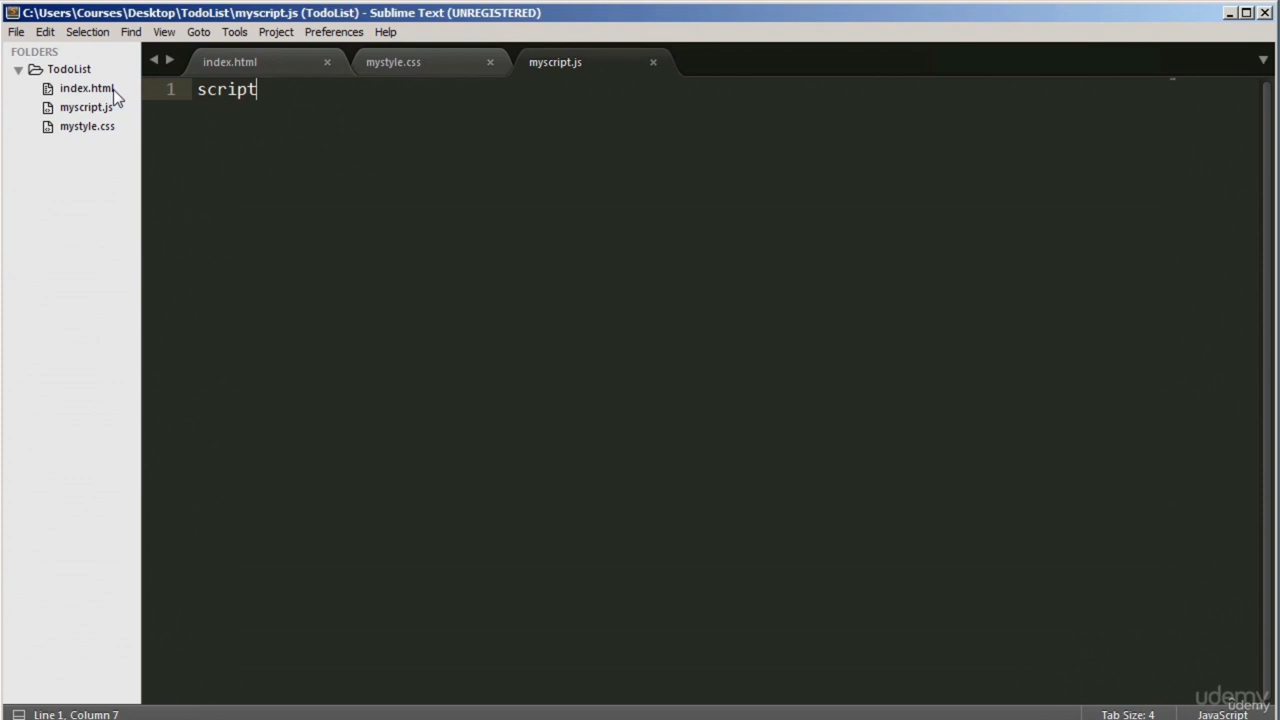 C:\Users\Courses\Desktop\TodoList\myscript.js (TodoList) - Sublime Text (UNREGISTERED)
File Edit Selection Find View Goto Tools Project Preferences Help
FOLDERS
TodoList
index.html
myscript.js
mystyle.css
index.html mystyle.css myscript.js
1 script
udemy
udemy
Line 1, Column 7 Tab Size: 4 JavaScript